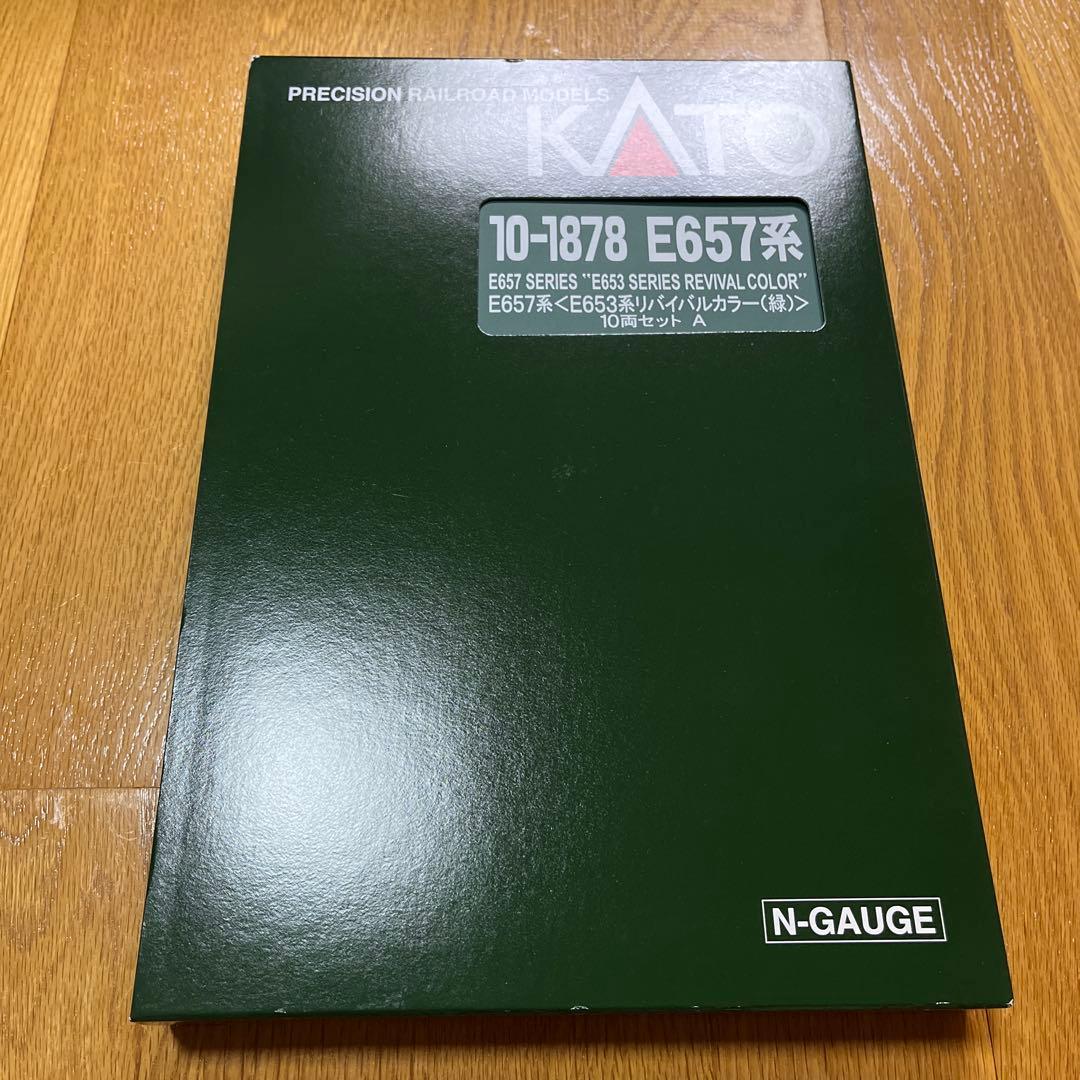 PRECISION RAILROAD MODELS
KATO
10-1878 E657系
E657 SERIES "E653 SERIES REVIVAL COLOR"
E657系<E653系リバイバルカラー(緑)>
10両セット A
N-GAUGE